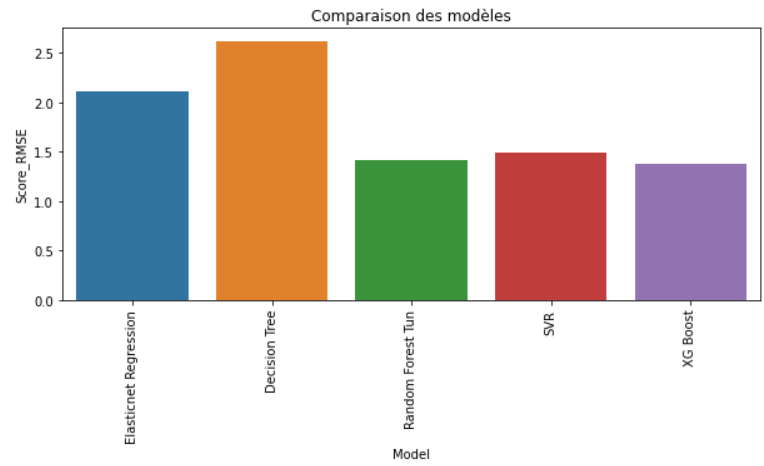 Comparaison des modèles
Score_RMSE
2.5
2.0
1.5
1.0
0.5
0.0
Elasticnet Regression
Decision Tree
Random Forest Tun
SVR
XG Boost
Model